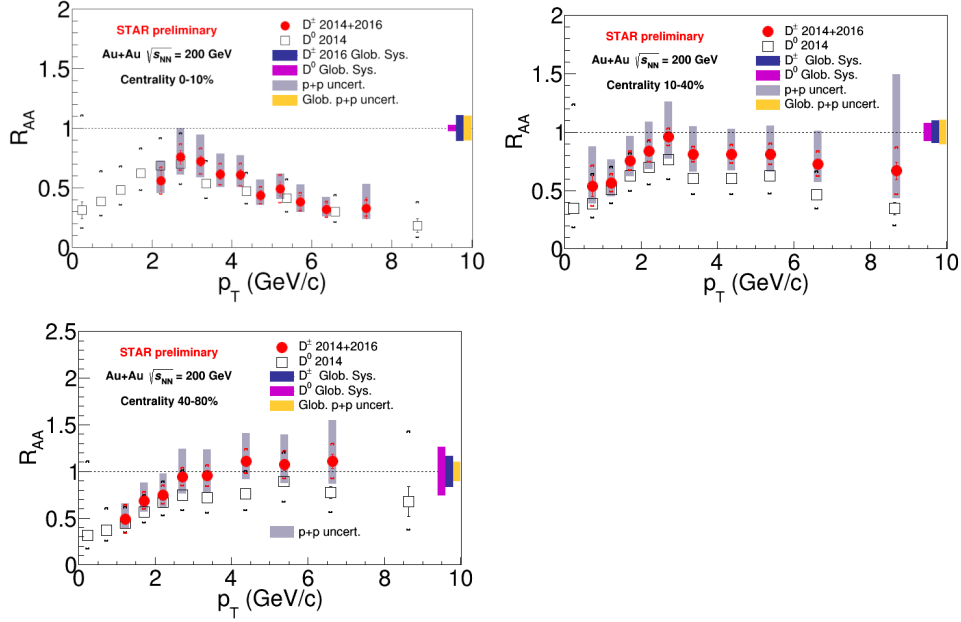 STAR preliminary
Au+Au √sNN = 200 GeV
Centrality 0-10%
D± 2014+2016
D0 2014
D± 2016 Glob. Sys.
D0 Glob. Sys.
p+p uncert.
Glob. p+p uncert.
RAA
2
1.5
1
0.5
0
0 2 4 6 8 10
pT (GeV/c)
STAR preliminary
Au+Au √sNN = 200 GeV
Centrality 10-40%
D± 2014+2016
D0 2014
D± Glob. Sys.
D0 Glob. Sys.
p+p uncert.
Glob. p+p uncert.
RAA
2
1.5
1
0.5
0
0 2 4 6 8 10
pT (GeV/c)
STAR preliminary
Au+Au √sNN = 200 GeV
Centrality 40-80%
D± 2014+2016
D0 2014
D± Glob. Sys.
D0 Glob. Sys.
Glob. p+p uncert.
p+p uncert.
RAA
2.5
2
1.5
1
0.5
0
0 2 4 6 8 10
pT (GeV/c)